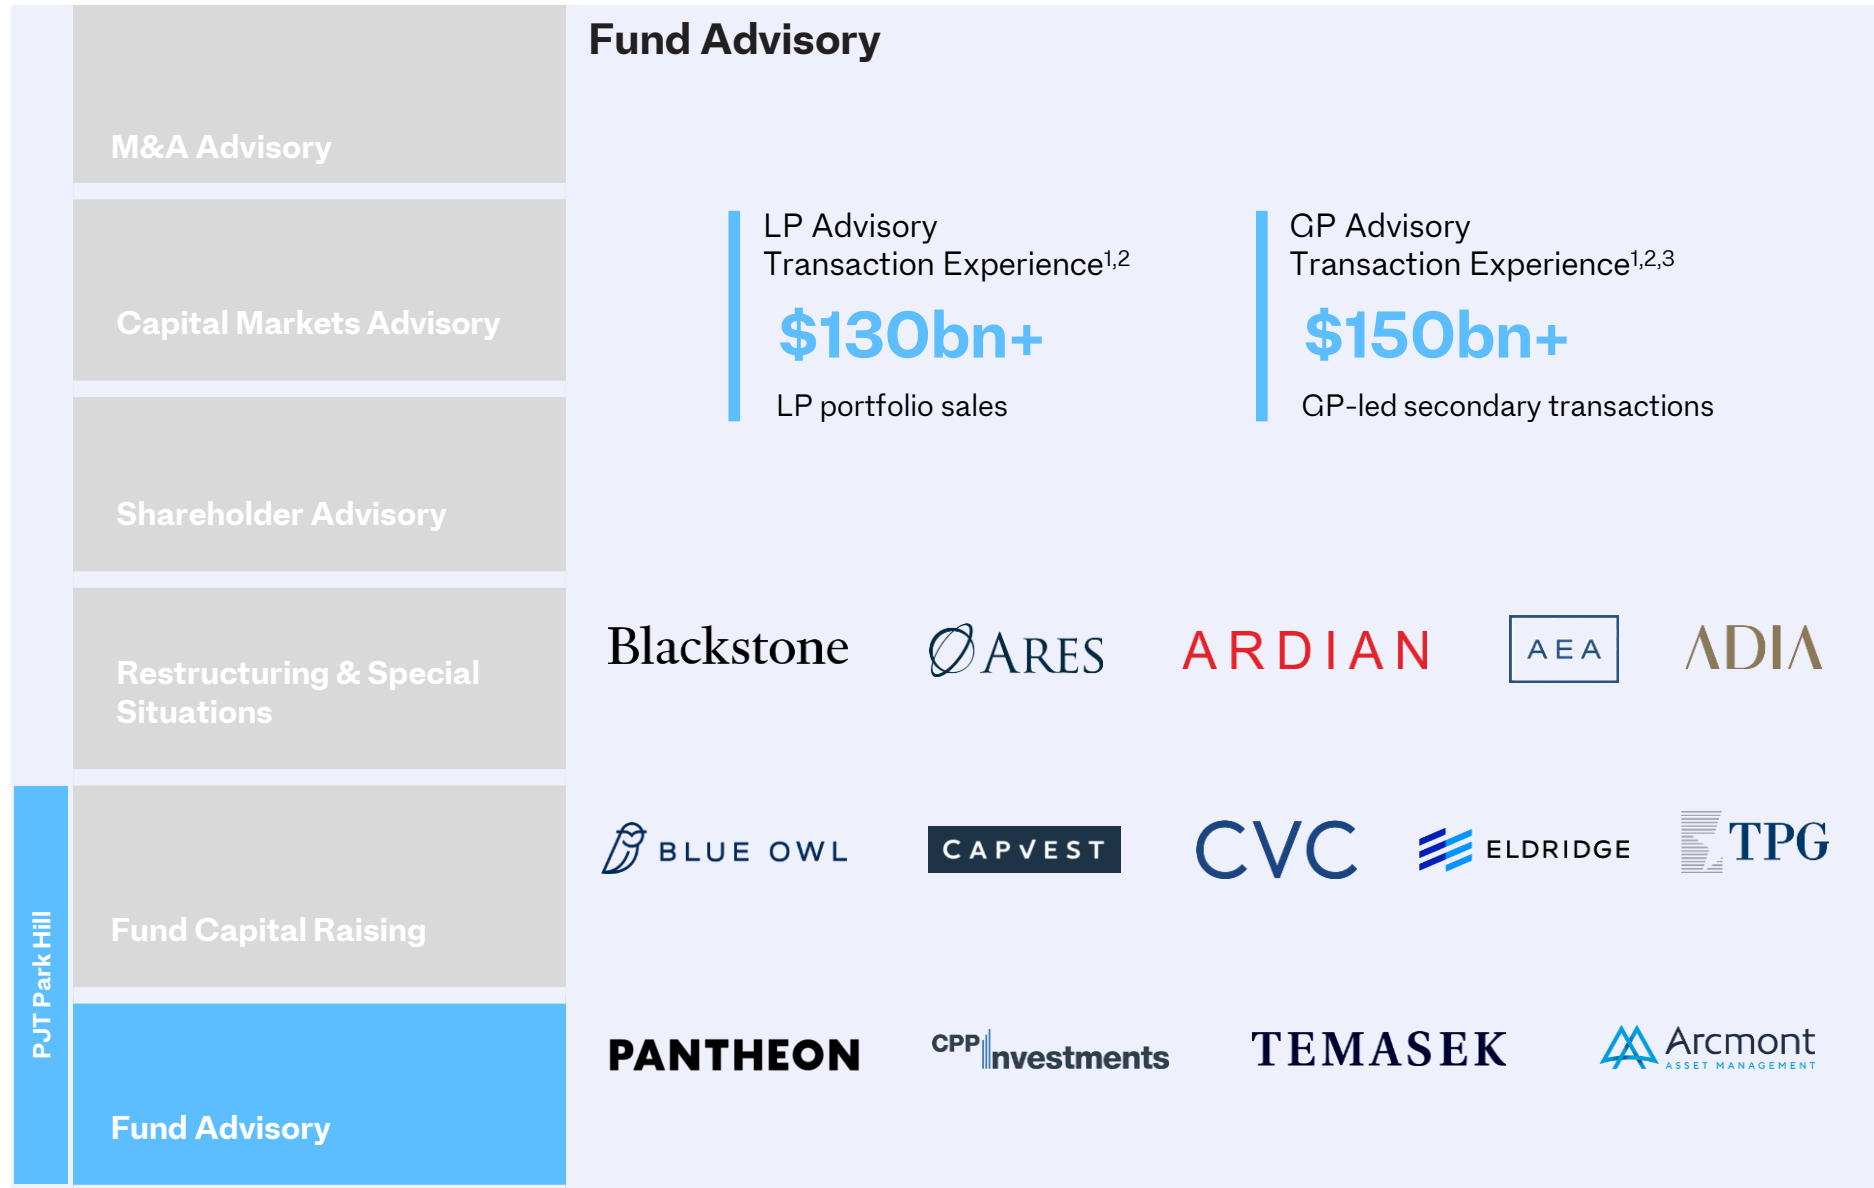 Fund Advisory
M&A Advisory
Capital Markets Advisory
Shareholder Advisory
Restructuring & Special
Situations
Fund Capital Raising
Fund Advisory
PJT Park Hill
LP Advisory
Transaction Experience1,2
$130bn+
LP portfolio sales
GP Advisory
Transaction Experience1,2,3
$150bn+
GP-led secondary transactions
Blackstone
ARES
ARDIAN
AEA
ADIA
BLUE OWL
CAPVEST
CVC
ELDRIDGE
TPG
PANTHEON
CPP Investments
TEMASEK
Arcmont
ASSET MANAGEMENT